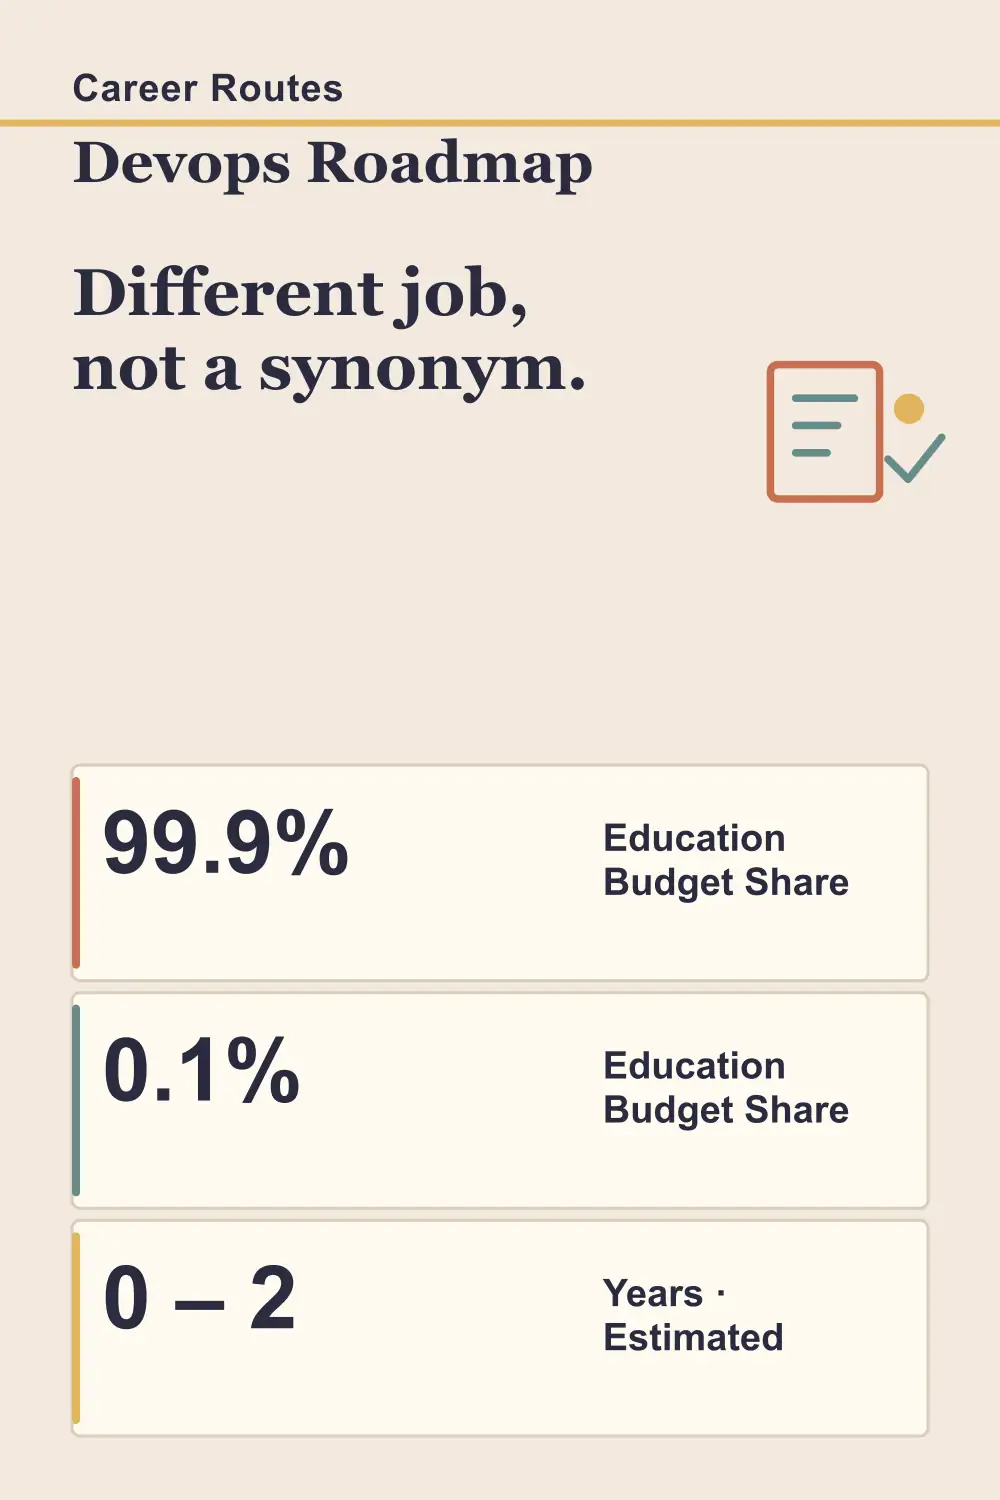 Career Routes
Devops Roadmap
Different job,
not a synonym.
99.9%
Education
Budget Share
0.1%
Education
Budget Share
0 – 2
Years ·
Estimated